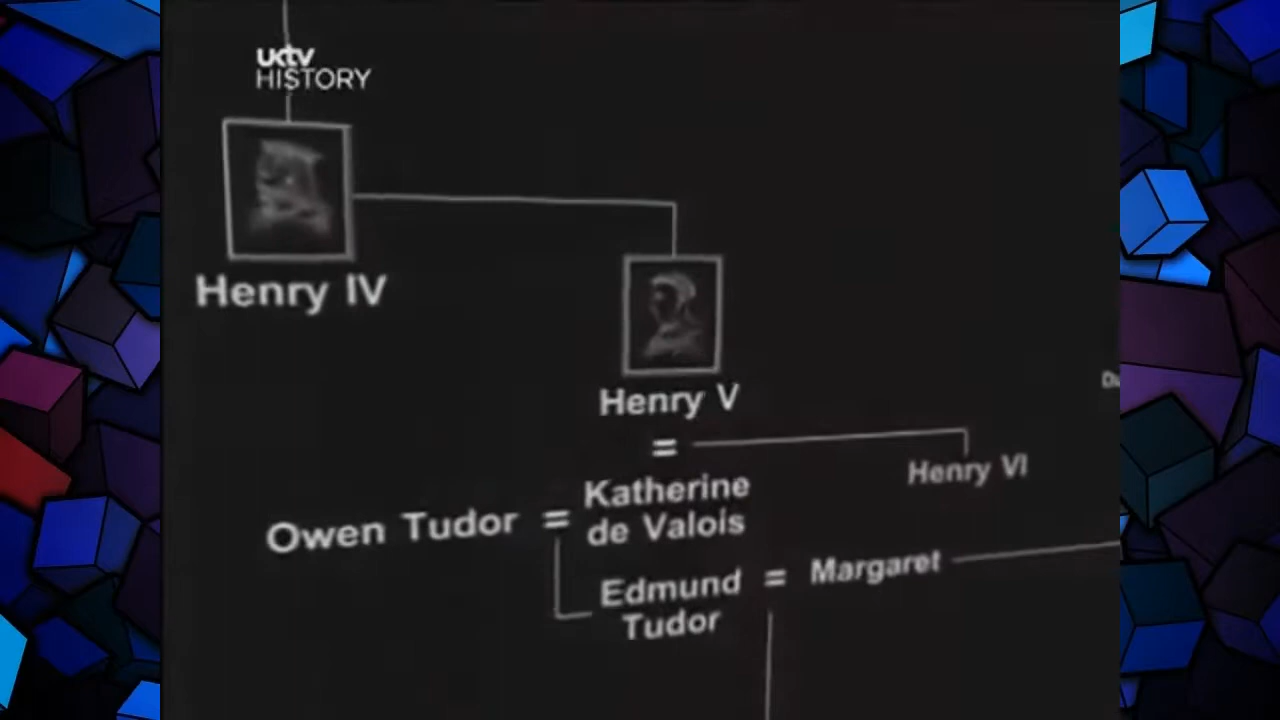 uktv
HISTORY
Henry IV
Henry V
=
Henry VI
Katherine
de Valois
Owen Tudor =
Edmund
Tudor
= Margaret